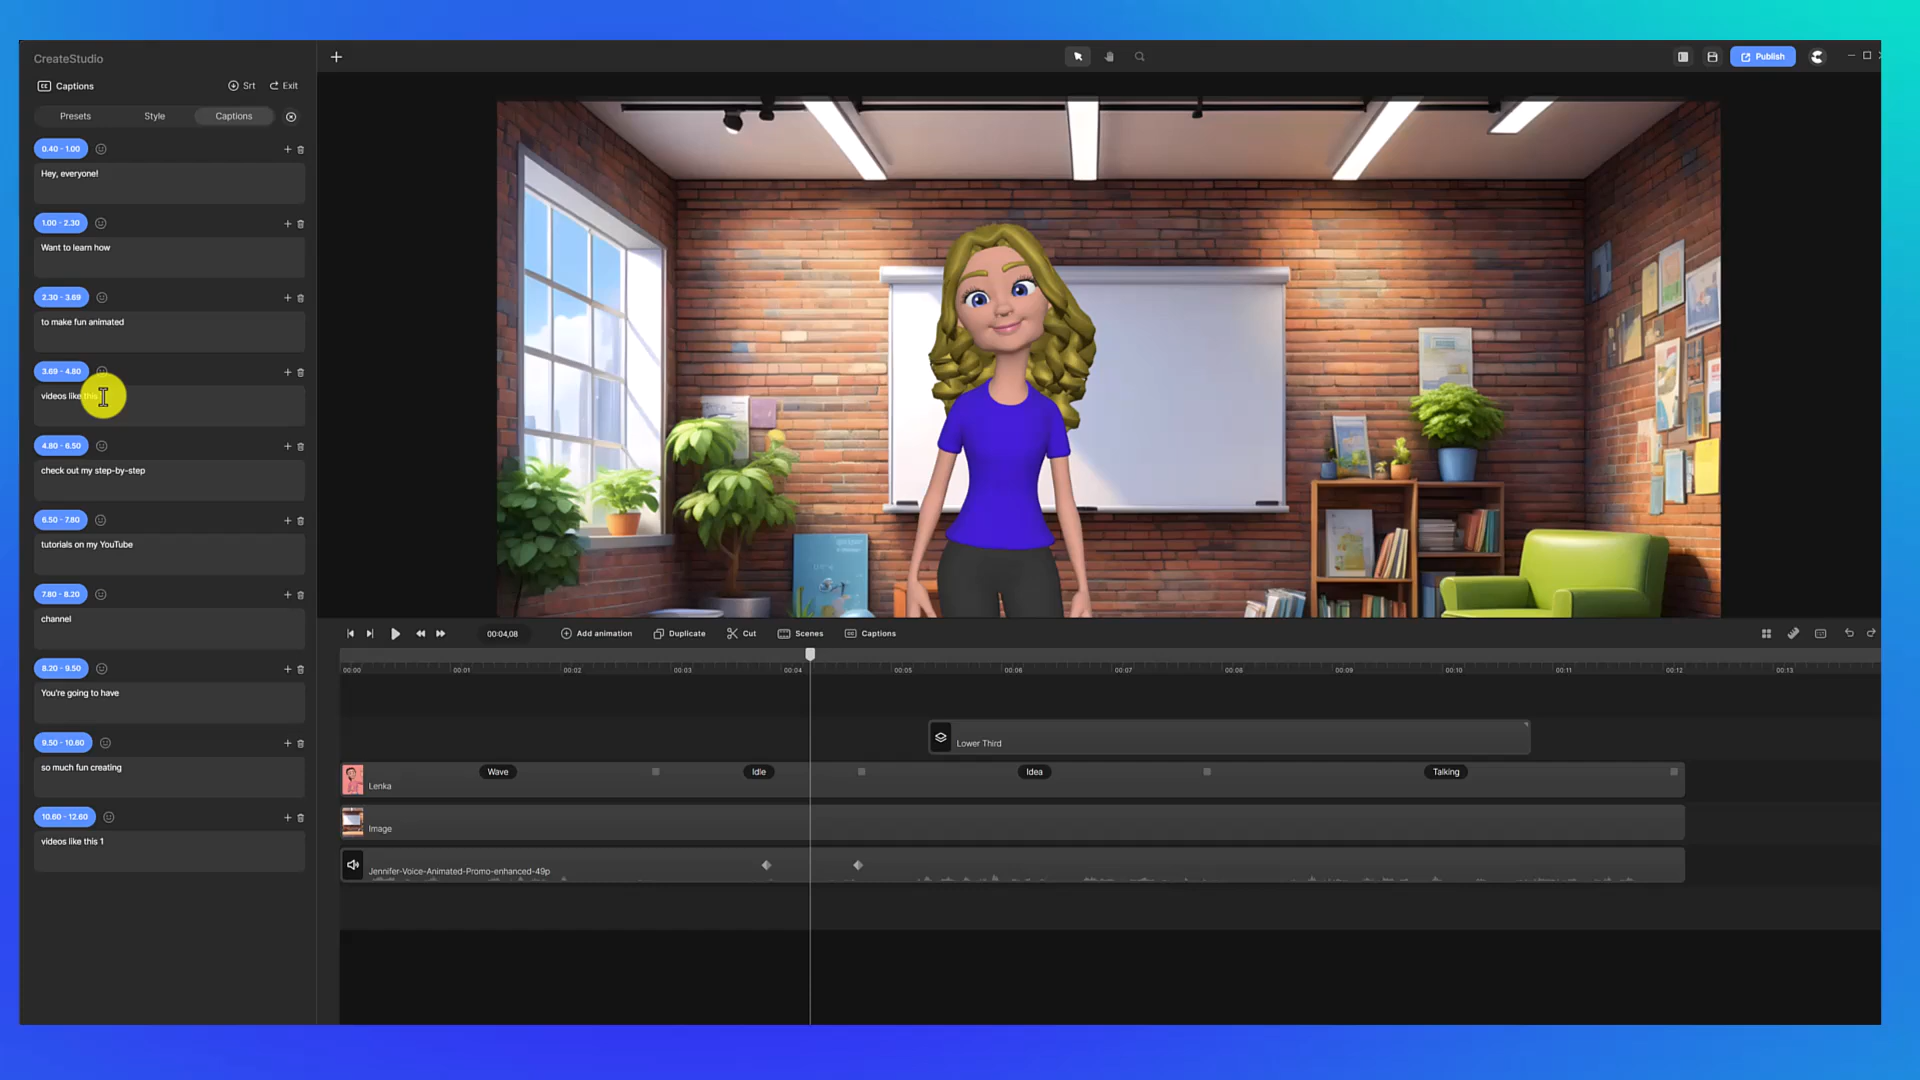 CreateStudio
Captions
Srt
Exit
Presets
Style
Captions
0.40 - 1.00
Hey, everyone!
1.00 - 2.30
Want to learn how
2.30 - 3.69
to make fun animated
3.69 - 4.80
videos like this
4.80 - 6.50
check out my step-by-step
6.50 - 7.80
tutorials on my YouTube
7.80 - 8.20
channel
8.20 - 9.50
You're going to have
9.50 - 10.60
so much fun creating
10.60 - 12.60
videos like this 1
Publish
00:04,08
Add animation
Duplicate
Cut
Scenes
Captions
00:00 00:01 00:02 00:03 00:04 00:05 00:06 00:07 00:08 00:09 00:10 00:11 00:12 00:13
Lower Third
Wave
Idle
Idea
Talking
Lenka
Image
Jennifer-Voice-Animated-Promo-enhanced-49p